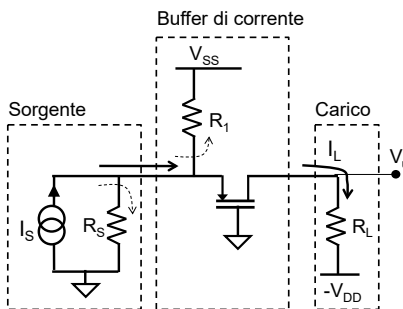 Buffer di corrente
V_SS
Sorgente
R_1
Carico
I_L
I_S
R_S
R_L
-V_DD